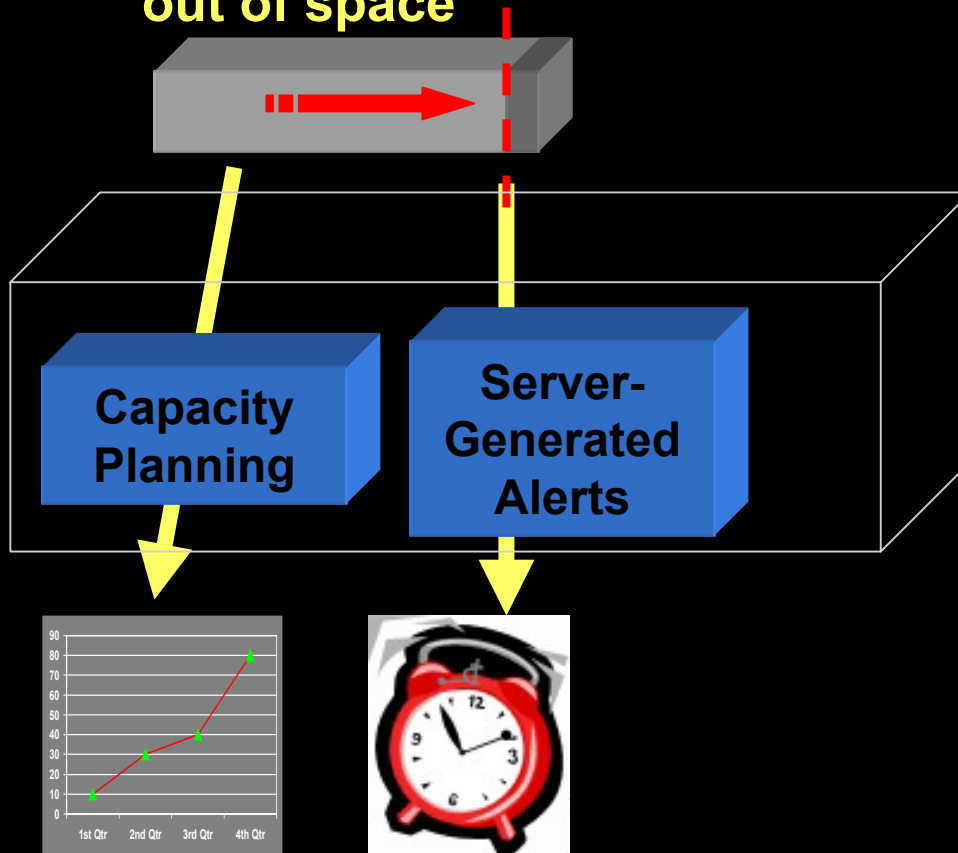 out of space
Capacity
Planning
Server-
Generated
Alerts
90
80
70
60
50
40
30
20
10
0
1st Qtr 2nd Qtr 3rd Qtr 4th Qtr
12
9
3
6